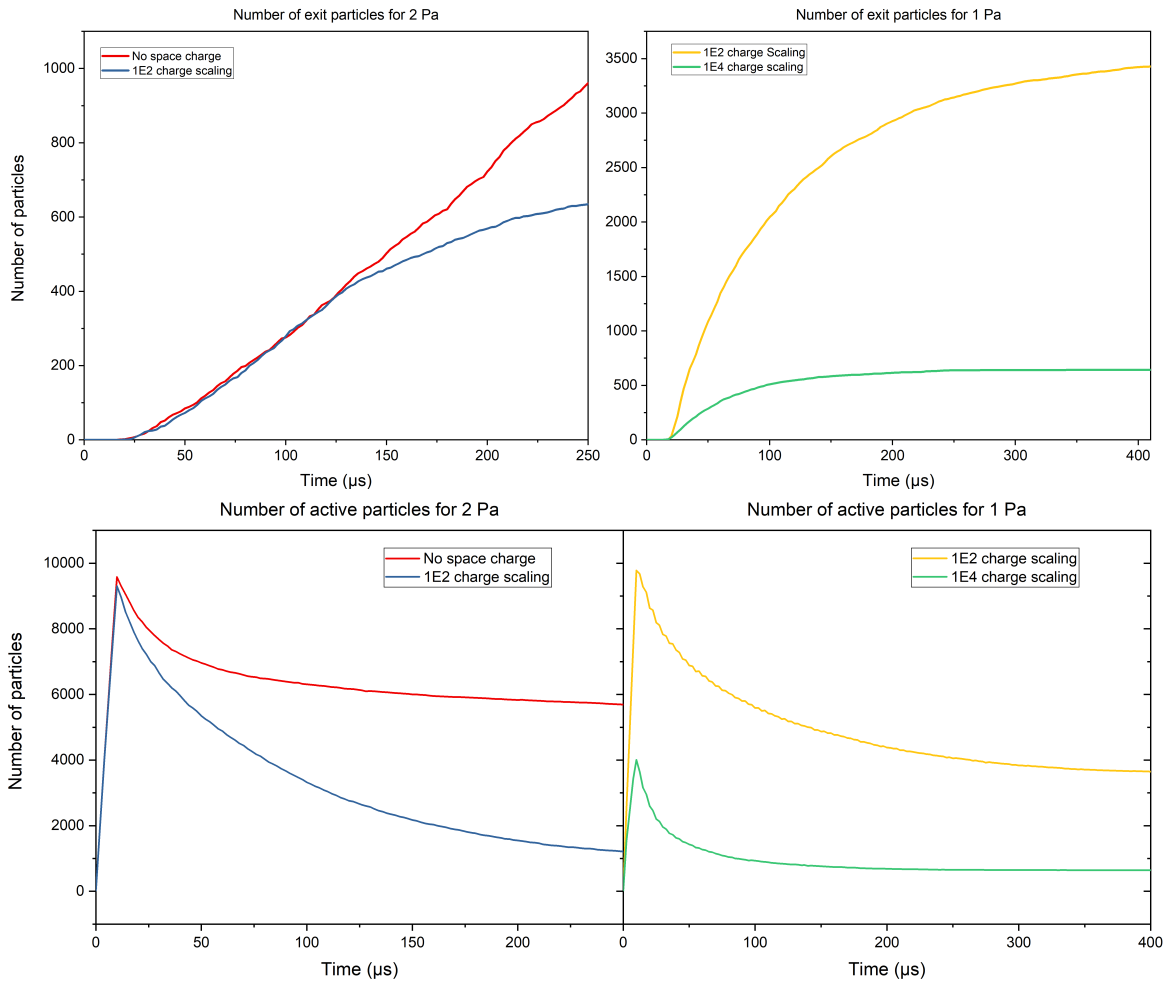 Number of exit particles for 2 Pa
No space charge
1E2 charge scaling
1000
800
600
400
200
0
Number of particles
0 50 100 150 200 250
Time (µs)
Number of exit particles for 1 Pa
1E2 charge Scaling
1E4 charge scaling
3500
3000
2500
2000
1500
1000
500
0
0 100 200 300 400
Time (µs)
Number of active particles for 2 Pa
No space charge
1E2 charge scaling
10000
8000
6000
4000
2000
0
Number of particles
0 50 100 150 200
Time (µs)
Number of active particles for 1 Pa
1E2 charge scaling
1E4 charge scaling
0 100 200 300 400
Time (µs)